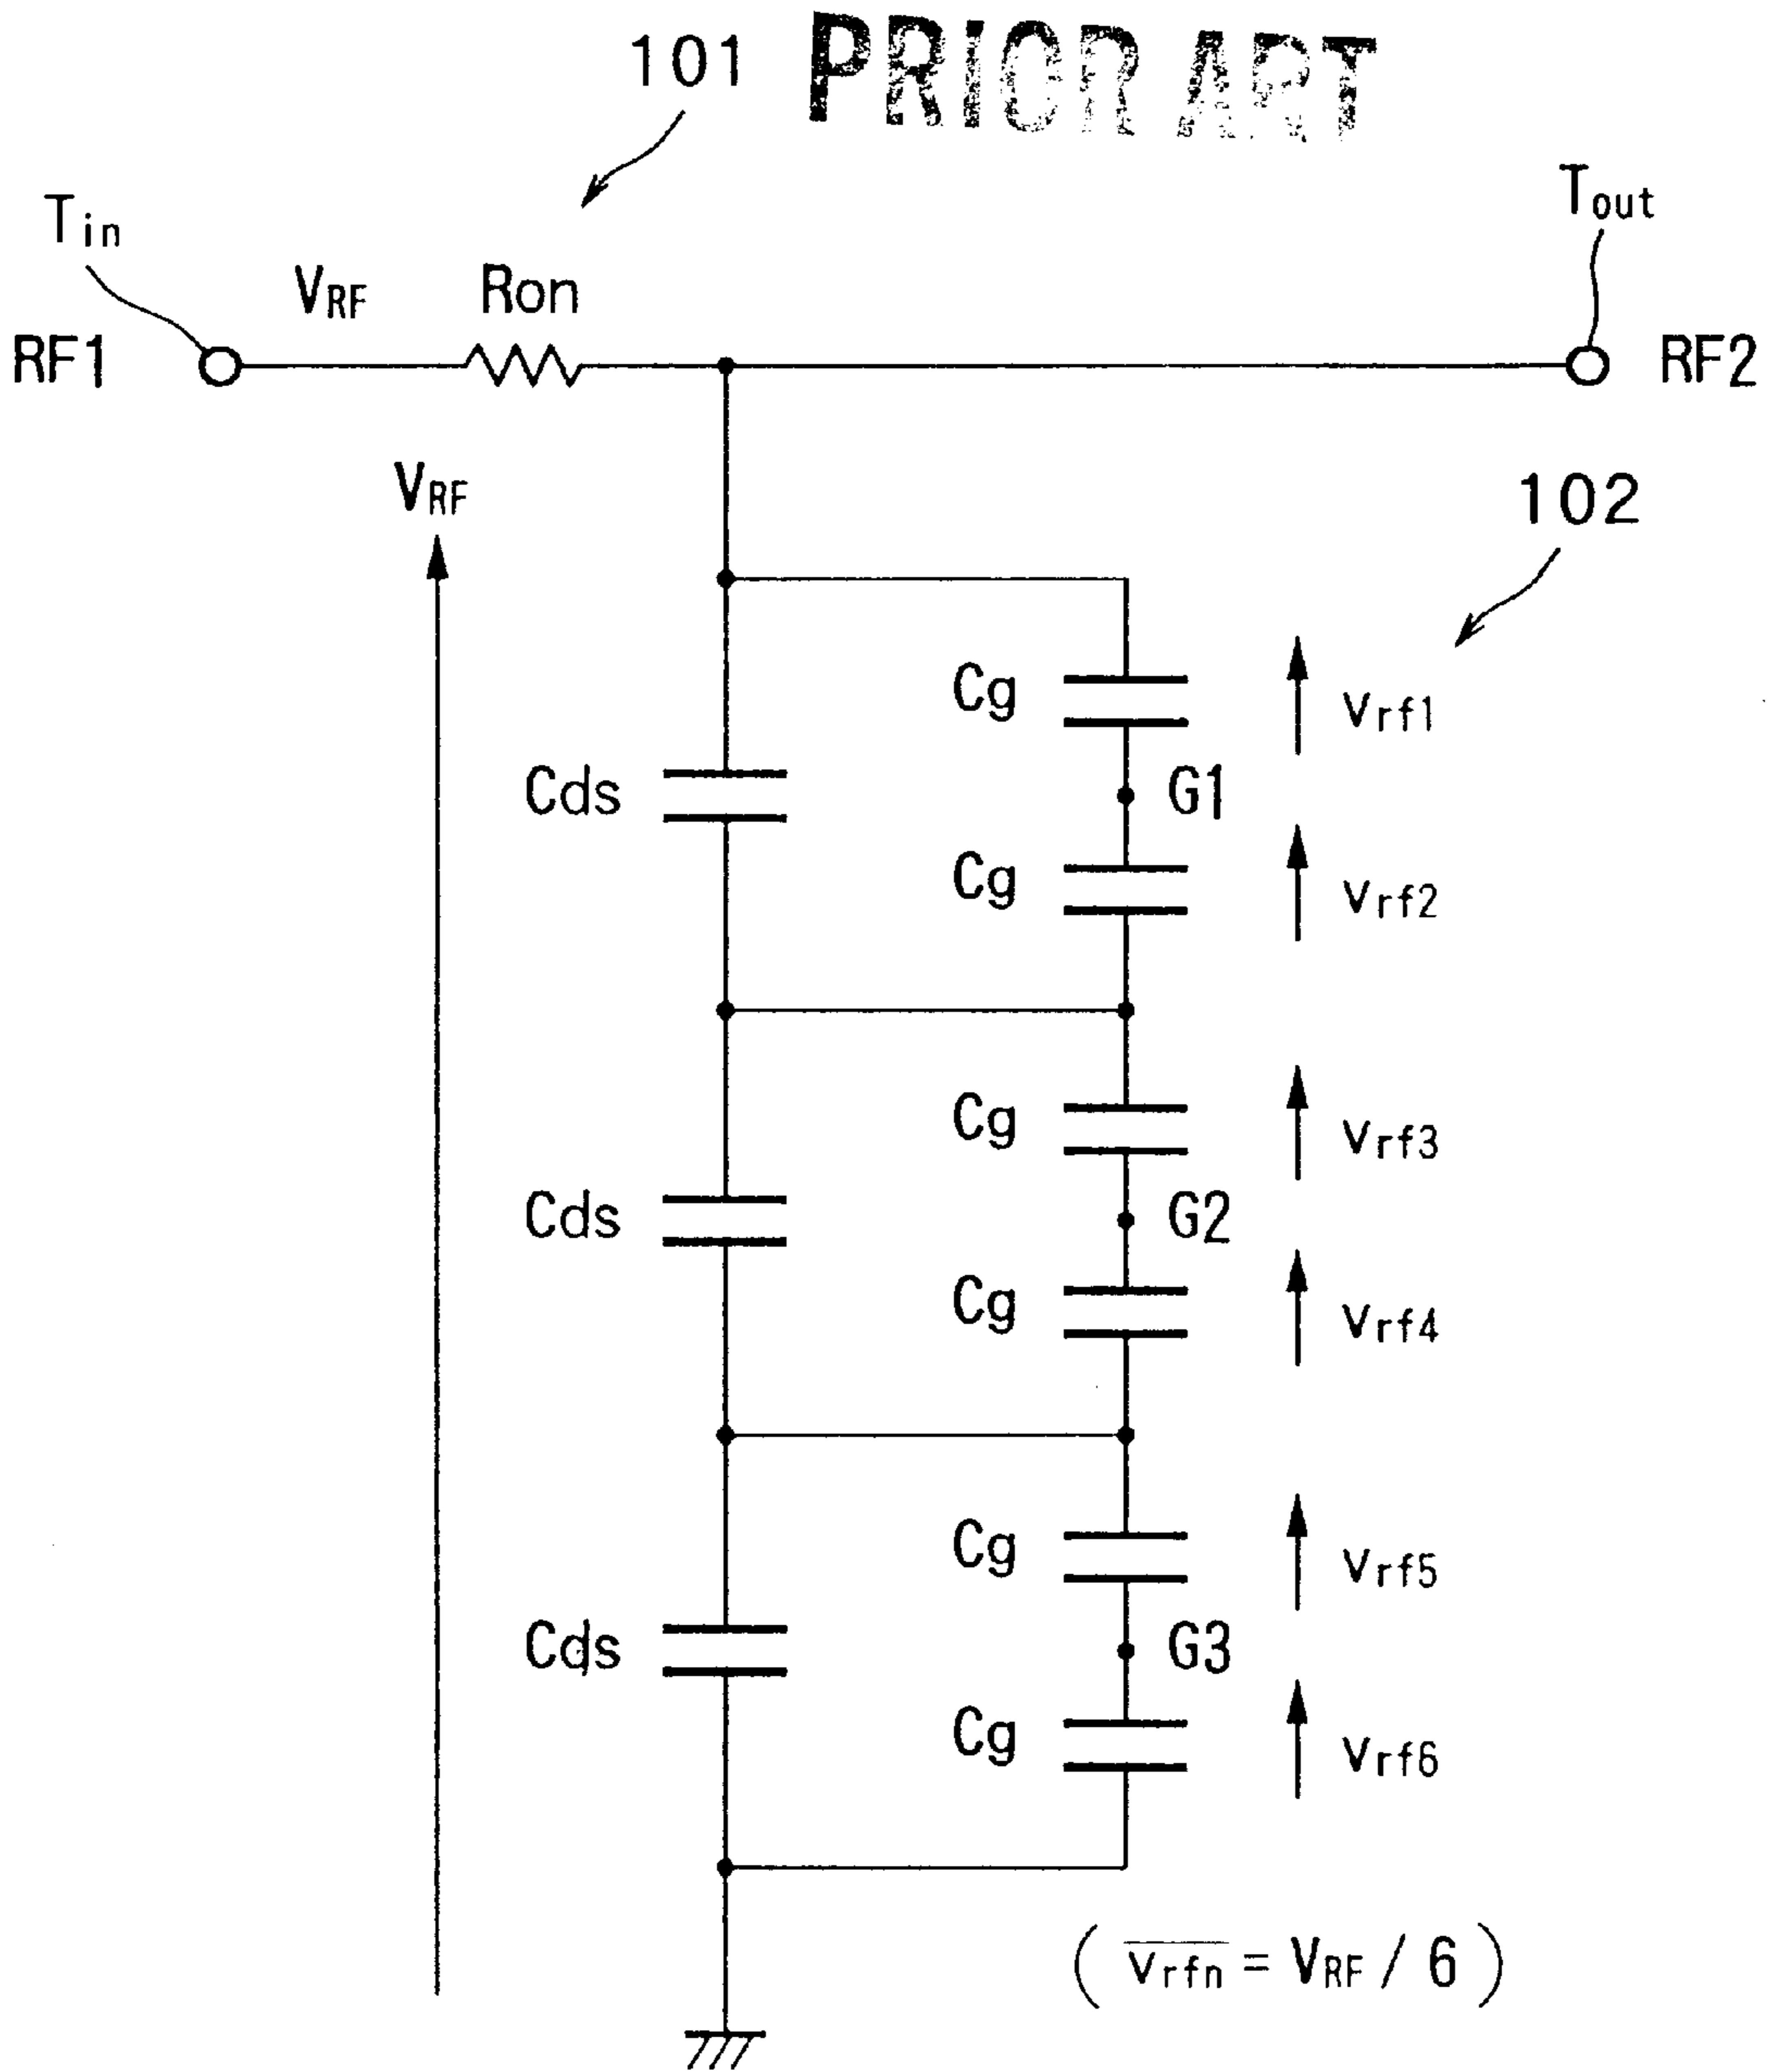 PRIOR ART
101
Tin
Tout
VRF
Ron
RF1
RF2
VRF
102
Cg
vrf1
Cds
G1
Cg
vrf2
Cg
vrf3
Cds
G2
Cg
vrf4
Cg
vrf5
Cds
G3
Cg
vrf6
( vrfn = VRF / 6 )